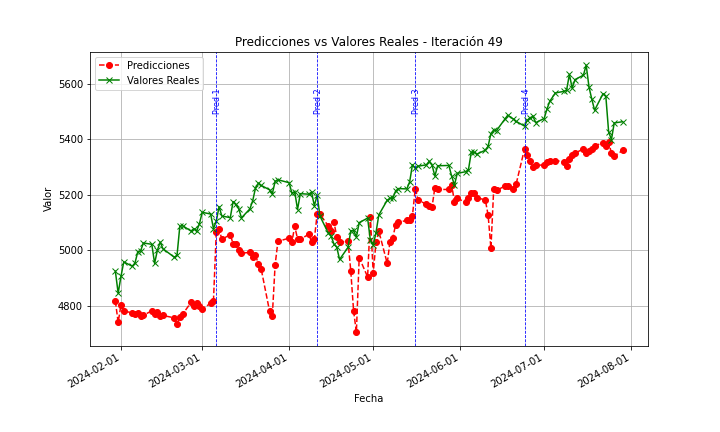 Predicciones vs Valores Reales - Iteración 49
Predicciones
Valores Reales
Pred 1
Pred 2
Pred 3
Pred 4
Valor
5600
5400
5200
5000
4800
2024-02-01
2024-03-01
2024-04-01
2024-05-01
2024-06-01
2024-07-01
2024-08-01
Fecha